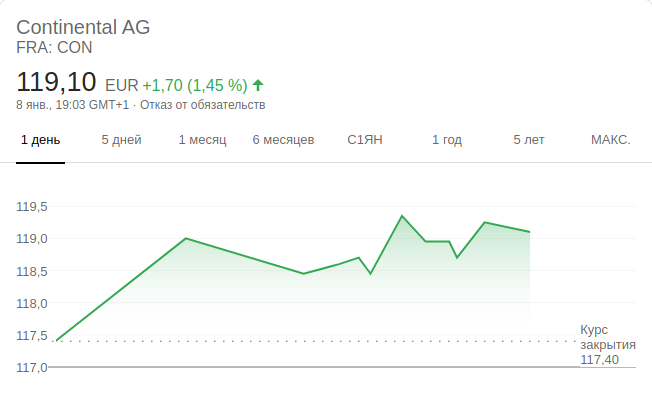 Continental AG
FRA: CON
119,10 EUR +1,70 (1,45 %)
8 янв., 19:03 GMT+1 · Отказ от обязательств
1 день 5 дней 1 месяц 6 месяцев С1ЯН 1 год 5 лет МАКС.
119,5
119,0
118,5
118,0
117,5
117,0
Курс
закрытия
117,40